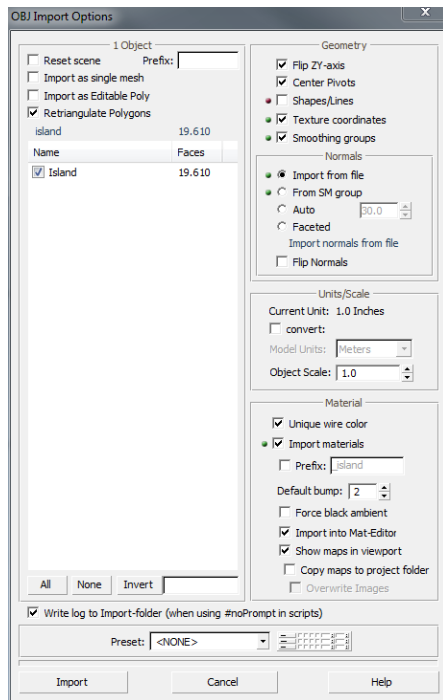 OBJ Import Options
x
1 Object
Reset scene Prefix:
Import as single mesh
Import as Editable Poly
Retriangulate Polygons
island 19.610
Name Faces
Island 19.610
All None Invert
Geometry
Flip ZY-axis
Center Pivots
Shapes/Lines
Texture coordinates
Smoothing groups
Normals
Import from file
From SM group
Auto 30.0
Faceted
Import normals from file
Flip Normals
Units/Scale
Current Unit: 1.0 Inches
convert:
Model Units: Meters
Object Scale: 1.0
Material
Unique wire color
Import materials
Prefix: _island
Default bump: 2
Force black ambient
Import into Mat-Editor
Show maps in viewport
Copy maps to project folder
Overwrite Images
Write log to Import-folder (when using #noPrompt in scripts)
Preset: <NONE>
Import Cancel Help